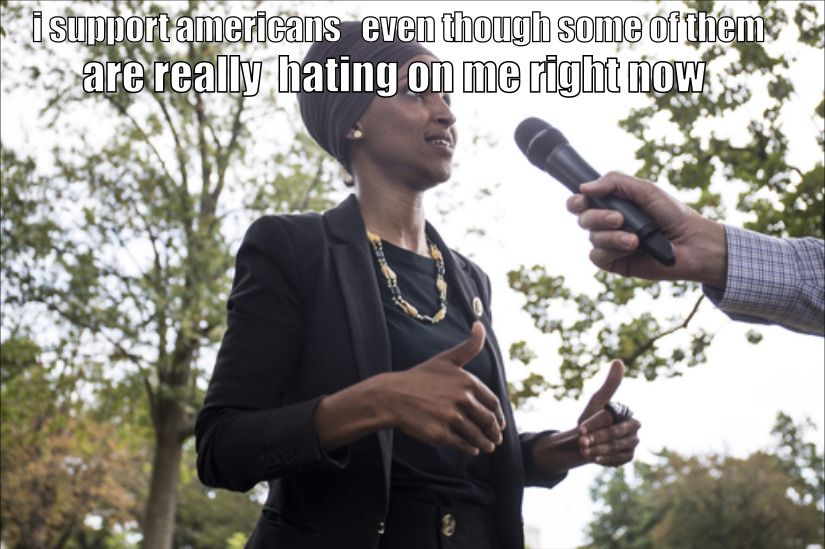 i support americans even though some of them
are really hating on me right now